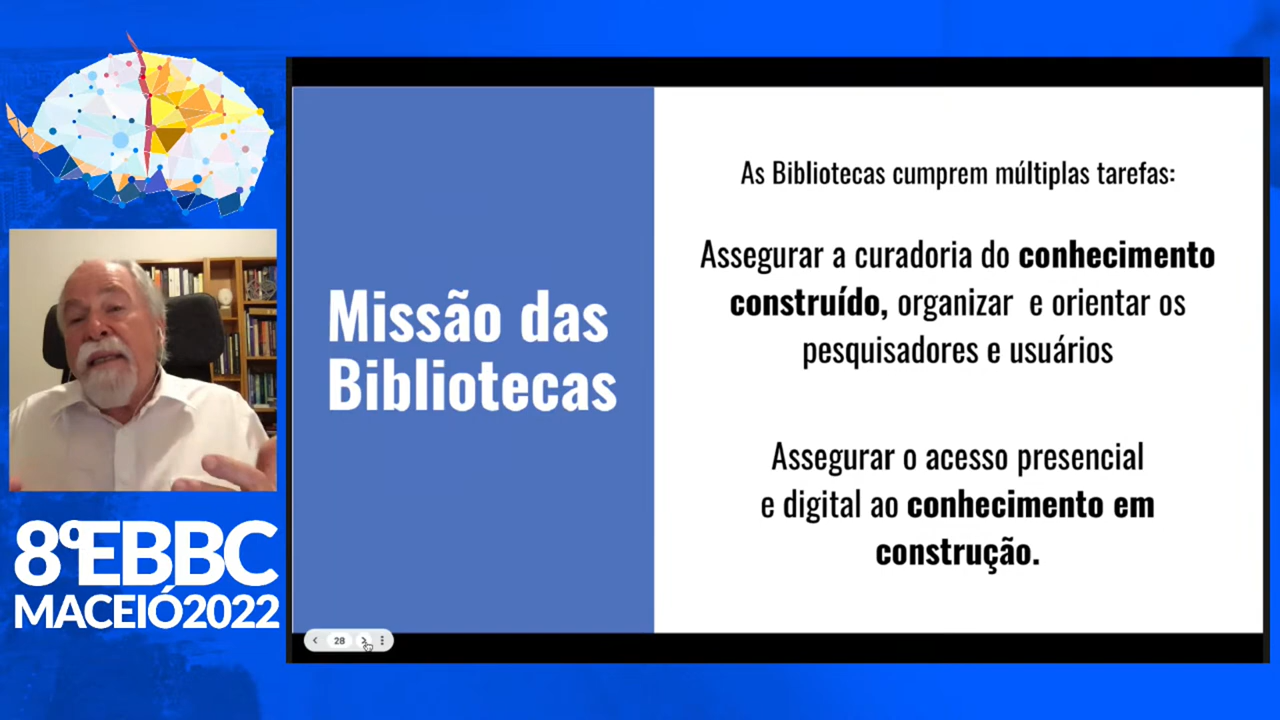 8ºEBBC
MACEIÓ2022
Missão das
Bibliotecas
As Bibliotecas cumprem múltiplas tarefas:
Assegurar a curadoria do conhecimento
construído, organizar e orientar os
pesquisadores e usuários
Assegurar o acesso presencial
e digital ao conhecimento em
construção.
28